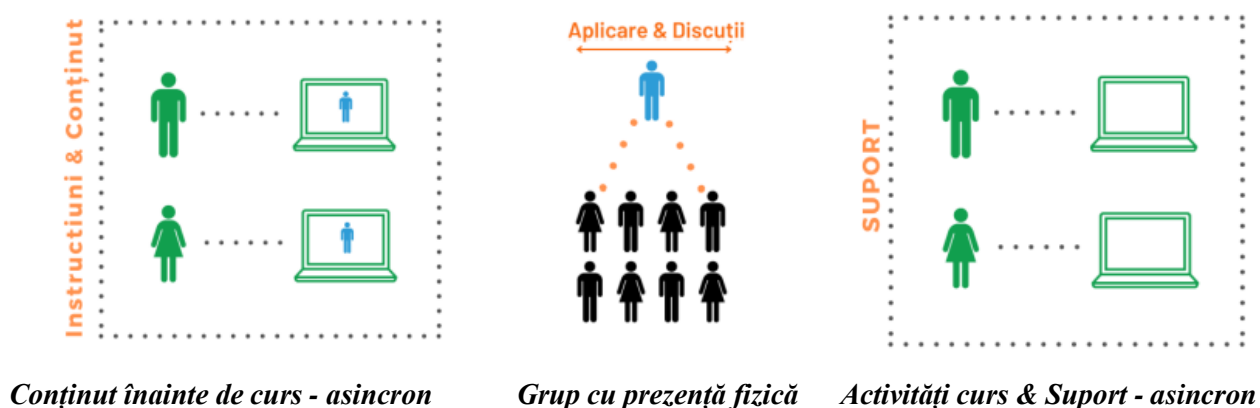 Instructiuni & Conținut
Aplicare & Discuții
SUPORT
Conținut înainte de curs - asincron
Grup cu prezență fizică
Activități curs & Suport - asincron